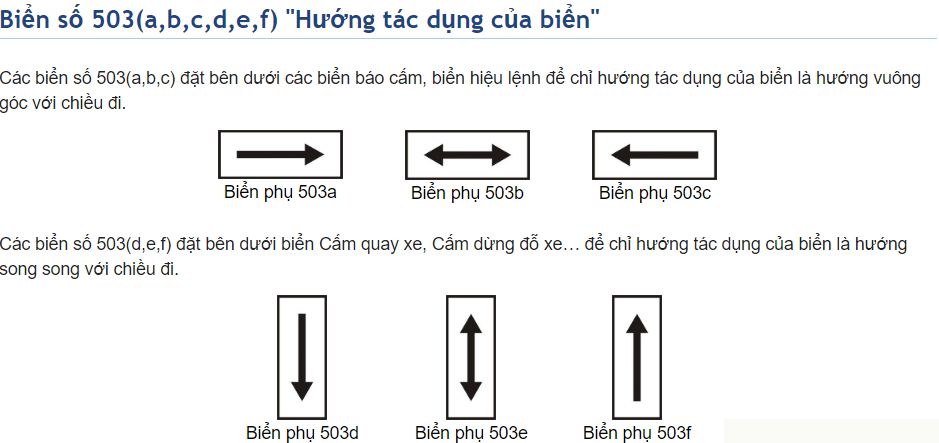 Biển số 503(a,b,c,d,e,f) "Hướng tác dụng của biển"
Các biển số 503(a,b,c) đặt bên dưới các biển báo cấm, biển hiệu lệnh để chỉ hướng tác dụng của biển là hướng vuông
góc với chiều đi.
Biển phụ 503a Biển phụ 503b Biển phụ 503c
Các biển số 503(d,e,f) đặt bên dưới biển Cấm quay xe, Cấm dừng đỗ xe… để chỉ hướng tác dụng của biển là hướng
song song với chiều đi.
Biển phụ 503d Biển phụ 503e Biển phụ 503f